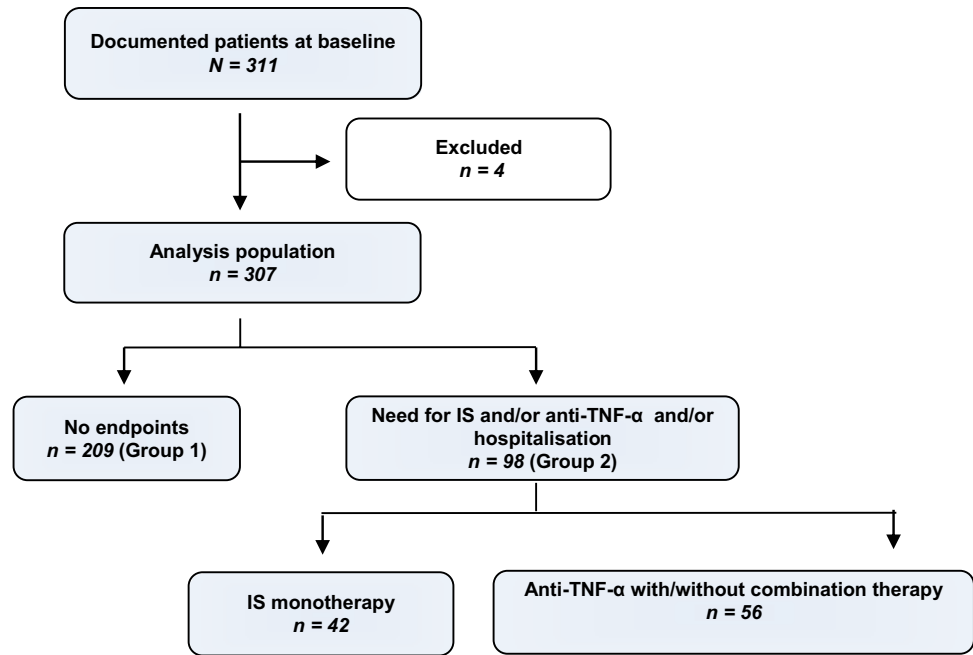 Documented patients at baseline
N = 311
Excluded
n = 4
Analysis population
n = 307
No endpoints
n = 209 (Group 1)
Need for IS and/or anti-TNF-α and/or
hospitalisation
n = 98 (Group 2)
IS monotherapy
n = 42
Anti-TNF-α with/without combination therapy
n = 56